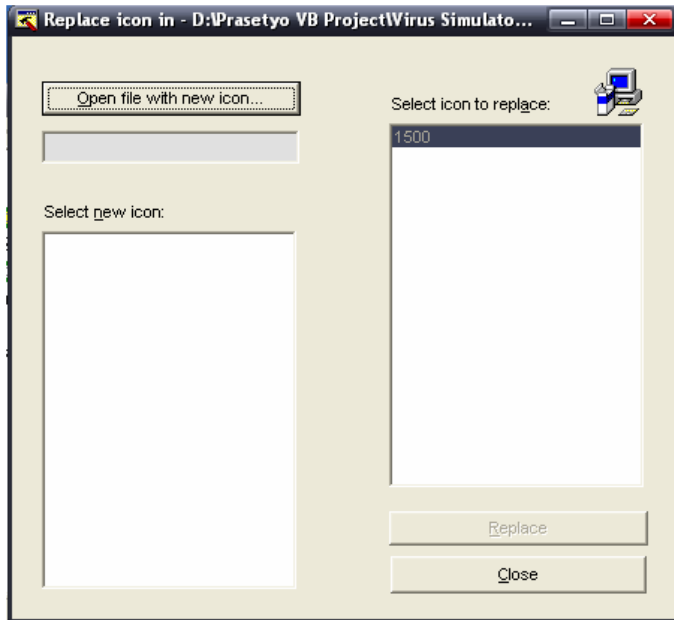 Replace icon in - D:\Prasetyo VB Project\Virus Simulato...
Open file with new icon...
Select new icon:
Select icon to replace:
1500
Replace
Close